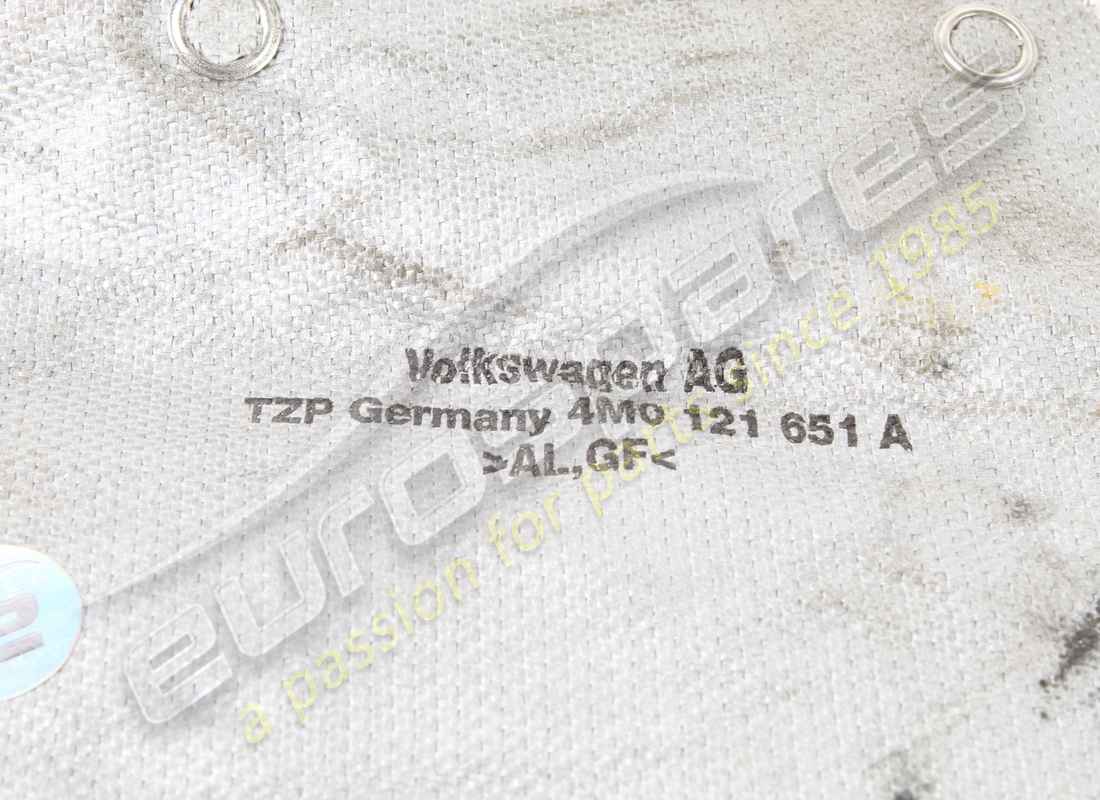 Volkswagen AG
TZP Germany 4M0 121 651 A
>AL,GF<
eurospares
a passion for parts since 1985